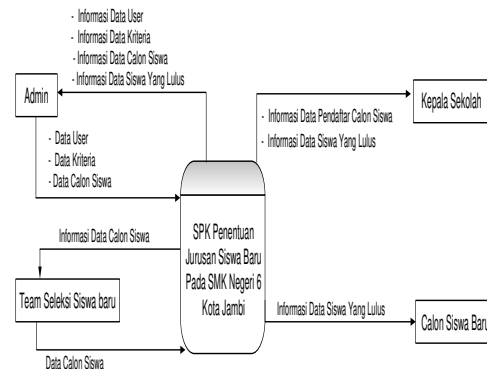 - Informasi Data User
- Informasi Data Kriteria
- Informasi Data Calon Siswa
- Informasi Data Siswa Yang Lulus
Admin
Kepala Sekolah
- Informasi Data Pendaftar Calon Siswa
- Informasi Data Siswa Yang Lulus
- Data User
- Data Kriteria
- Data Calon Siswa
SPK Penentuan
Jurusan Siswa Baru
Pada SMK Negeri 6
Kota Jambi
Informasi Data Calon Siswa
Team Seleksi Siswa baru
Data Calon Siswa
Informasi Data Siswa Yang Lulus
Calon Siswa Baru